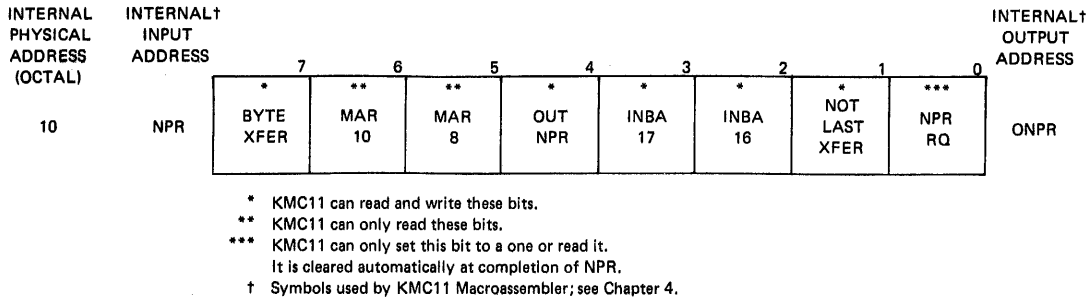 INTERNAL PHYSICAL ADDRESS (OCTAL)
INTERNAL† INPUT ADDRESS
INTERNAL† OUTPUT ADDRESS
7 6 5 4 3 2 1 0
10
NPR
* BYTE XFER
** MAR 10
** MAR 8
* OUT NPR
* INBA 17
* INBA 16
* NOT LAST XFER
*** NPR RQ
ONPR
* KMC11 can read and write these bits.
** KMC11 can only read these bits.
*** KMC11 can only set this bit to a one or read it.
It is cleared automatically at completion of NPR.
† Symbols used by KMC11 Macroassembler; see Chapter 4.